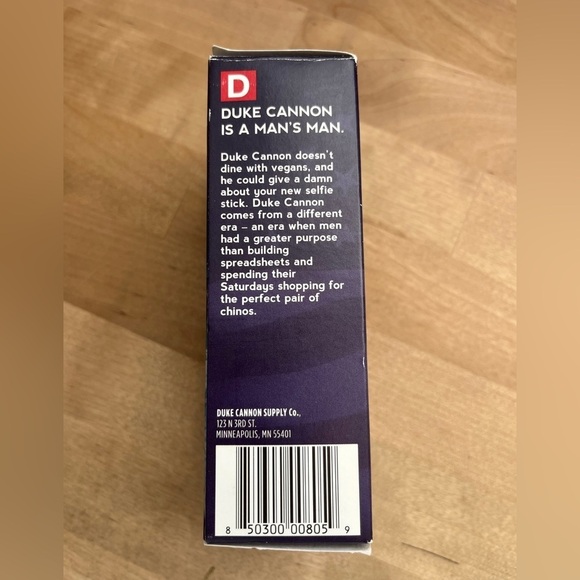 D
DUKE CANNON
IS A MAN'S MAN.
Duke Cannon doesn't
dine with vegans, and
he could give a damn
about your new selfie
stick. Duke Cannon
comes from a different
era – an era when men
had a greater purpose
than building
spreadsheets and
spending their
Saturdays shopping for
the perfect pair of
chinos.
DUKE CANNON SUPPLY Co.,
123 N 3RD ST.
MINNEAPOLIS, MN 55401
8 50300 00805 9